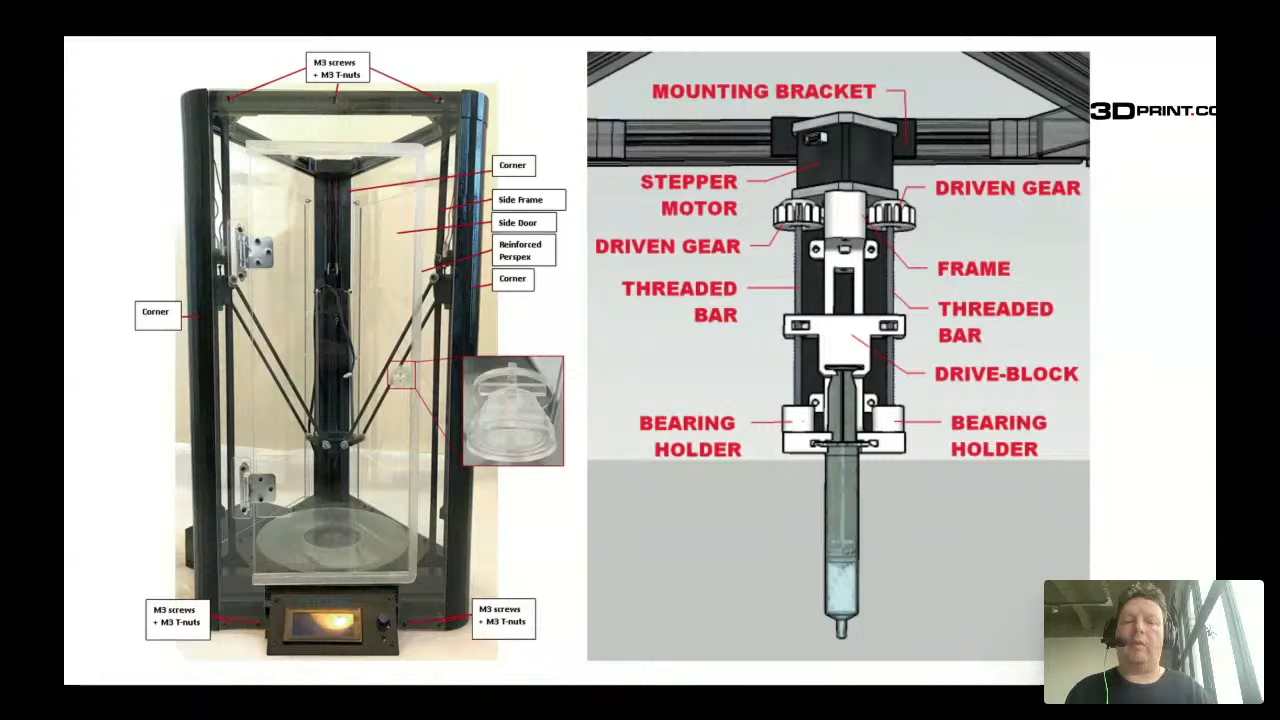 M3 screws
+ M3 T-nuts
Corner
Side Frame
Side Door
Reinforced
Perspex
Corner
Corner
M3 screws
+ M3 T-nuts
M3 screws
+ M3 T-nuts
MOUNTING BRACKET
STEPPER
MOTOR
DRIVEN GEAR
DRIVEN GEAR
FRAME
THREADED
BAR
THREADED
BAR
DRIVE-BLOCK
BEARING
HOLDER
BEARING
HOLDER
3DPRINT.CO